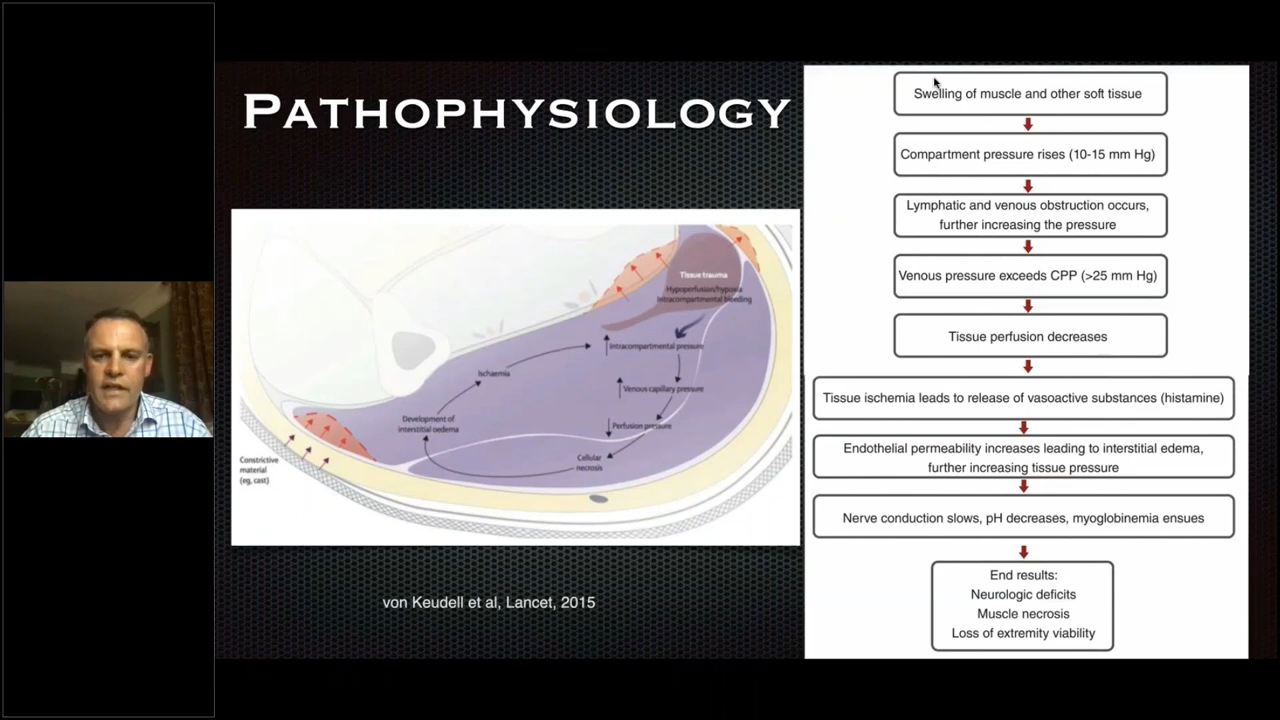 PATHOPHYSIOLOGY
Tissue trauma
Hypoperfusion/hypoxia
Intracompartmental bleeding
Intracompartmental pressure
Ischaemia
Venous capillary pressure
Development of
interstitial oedema
Perfusion pressure
Cellular
necrosis
Constrictive
material
(eg, cast)
von Keudell et al, Lancet, 2015
Swelling of muscle and other soft tissue
Compartment pressure rises (10-15 mm Hg)
Lymphatic and venous obstruction occurs,
further increasing the pressure
Venous pressure exceeds CPP (>25 mm Hg)
Tissue perfusion decreases
Tissue ischemia leads to release of vasoactive substances (histamine)
Endothelial permeability increases leading to interstitial edema,
further increasing tissue pressure
Nerve conduction slows, pH decreases, myoglobinemia ensues
End results:
Neurologic deficits
Muscle necrosis
Loss of extremity viability